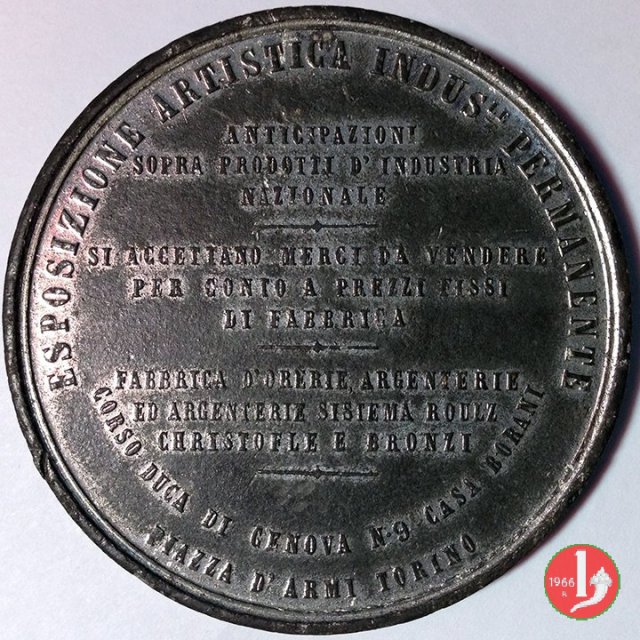 ESPOSIZIONE ARTISTICA INDUS.LE PERMANENTE
ANTICIPAZIONI
SOPRA PRODOTTI D'INDUSTRIA
NAZIONALE
SI ACCETTANO MERCI DA VENDERE
PER CONTO A PREZZI FISSI
DI FABBRICA
FABBRICA D'ORERIE, ARGENTERIE
ED ARGENTERIE SISTEMA ROULZ
CHRISTOFLE E BRONZI
CORSO DUCA DI GENOVA N.9 CASA BORANI
PIAZZA D'ARMI TORINO
1966
R